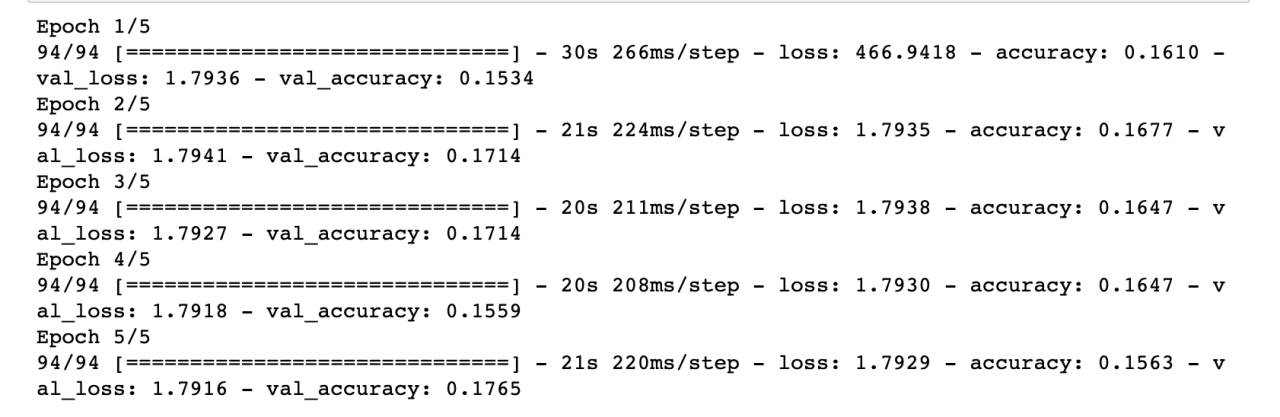 Epoch 1/5
94/94 [==============================] - 30s 266ms/step - loss: 466.9418 - accuracy: 0.1610 -
val_loss: 1.7936 - val_accuracy: 0.1534
Epoch 2/5
94/94 [==============================] - 21s 224ms/step - loss: 1.7935 - accuracy: 0.1677 - v
al_loss: 1.7941 - val_accuracy: 0.1714
Epoch 3/5
94/94 [==============================] - 20s 211ms/step - loss: 1.7938 - accuracy: 0.1647 - v
al_loss: 1.7927 - val_accuracy: 0.1714
Epoch 4/5
94/94 [==============================] - 20s 208ms/step - loss: 1.7930 - accuracy: 0.1647 - v
al_loss: 1.7918 - val_accuracy: 0.1559
Epoch 5/5
94/94 [==============================] - 21s 220ms/step - loss: 1.7929 - accuracy: 0.1563 - v
al_loss: 1.7916 - val_accuracy: 0.1765